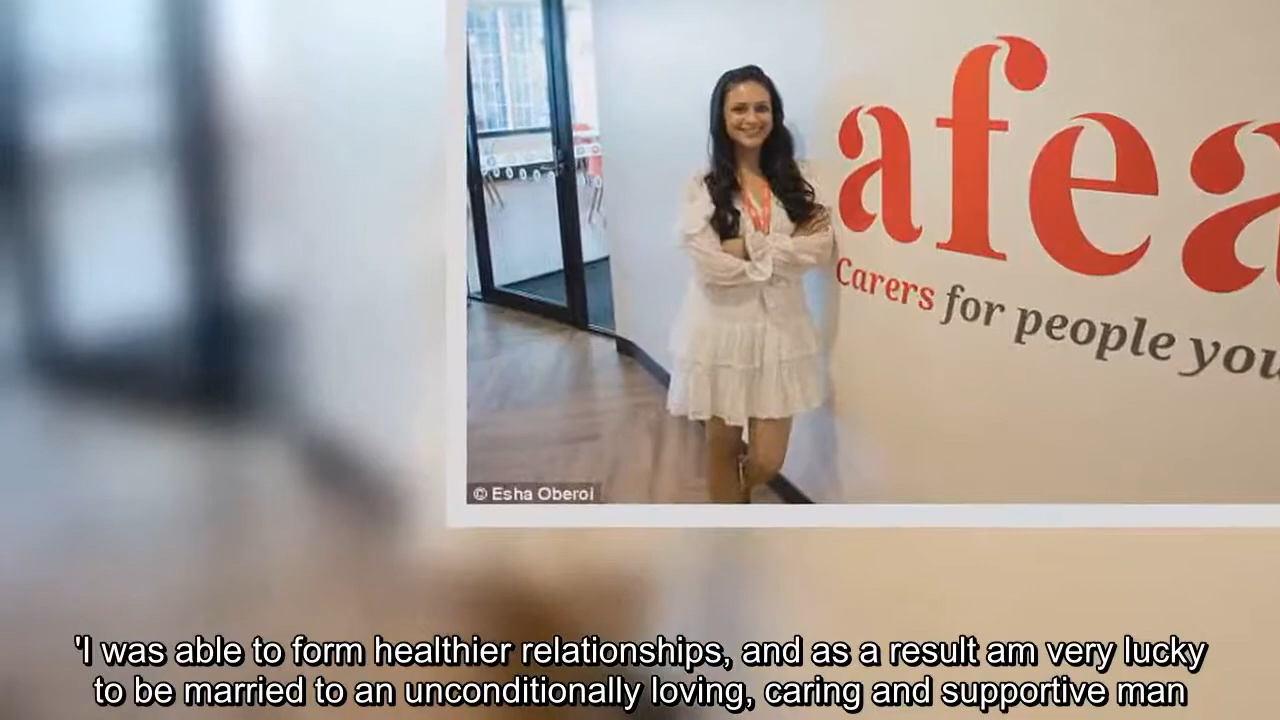 afea
Carers for people you
© Esha Oberoi
'I was able to form healthier relationships, and as a result am very lucky
to be married to an unconditionally loving, caring and supportive man